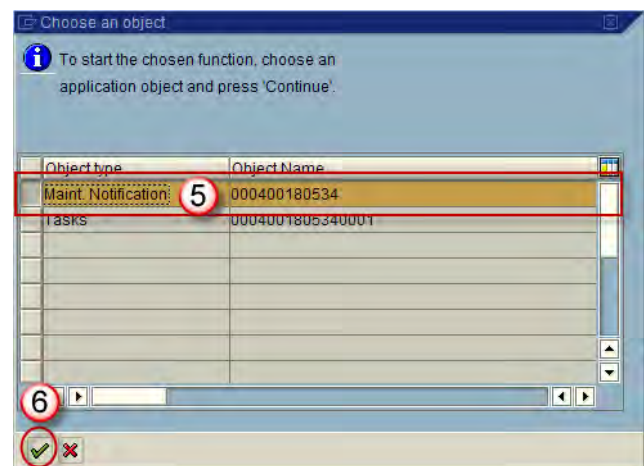 Choose an object
To start the chosen function, choose an
application object and press 'Continue'.
Object type Object Name
Maint. Notification 5 000400180534
Tasks 0004001805340001
6